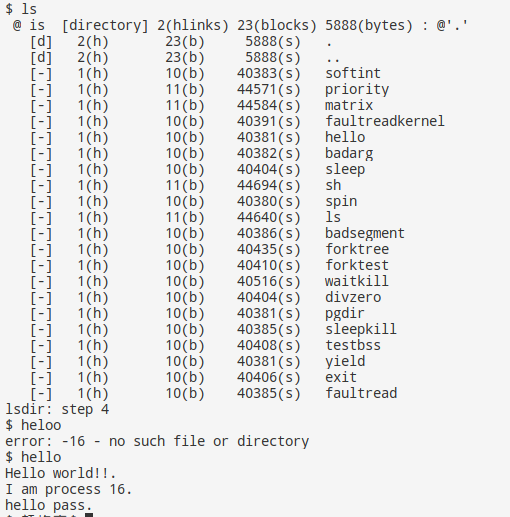 $ ls
@ is [directory] 2(hlinks) 23(blocks) 5888(bytes) : @'.'
[d] 2(h) 23(b) 5888(s) .
[d] 2(h) 23(b) 5888(s) ..
[-] 1(h) 10(b) 40383(s) softint
[-] 1(h) 11(b) 44571(s) priority
[-] 1(h) 11(b) 44584(s) matrix
[-] 1(h) 10(b) 40391(s) faultreadkernel
[-] 1(h) 10(b) 40381(s) hello
[-] 1(h) 10(b) 40382(s) badarg
[-] 1(h) 10(b) 40404(s) sleep
[-] 1(h) 11(b) 44694(s) sh
[-] 1(h) 10(b) 40380(s) spin
[-] 1(h) 11(b) 44640(s) ls
[-] 1(h) 10(b) 40386(s) badsegment
[-] 1(h) 10(b) 40435(s) forktree
[-] 1(h) 10(b) 40410(s) forktest
[-] 1(h) 10(b) 40516(s) waitkill
[-] 1(h) 10(b) 40404(s) divzero
[-] 1(h) 10(b) 40381(s) pgdir
[-] 1(h) 10(b) 40385(s) sleepkill
[-] 1(h) 10(b) 40408(s) testbss
[-] 1(h) 10(b) 40381(s) yield
[-] 1(h) 10(b) 40406(s) exit
[-] 1(h) 10(b) 40385(s) faultread
lsdir: step 4
$ heloo
error: -16 - no such file or directory
$ hello
Hello world!!.
I am process 16.
hello pass.